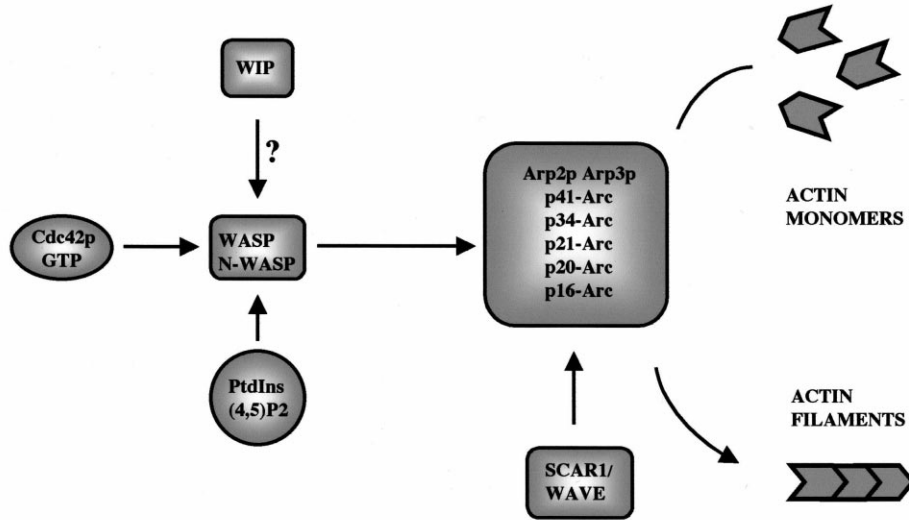 WIP
?
Cdc42p
GTP
WASP
N-WASP
PtdIns
(4,5)P2
Arp2p Arp3p
p41-Arc
p34-Arc
p21-Arc
p20-Arc
p16-Arc
SCAR1/
WAVE
ACTIN
MONOMERS
ACTIN
FILAMENTS